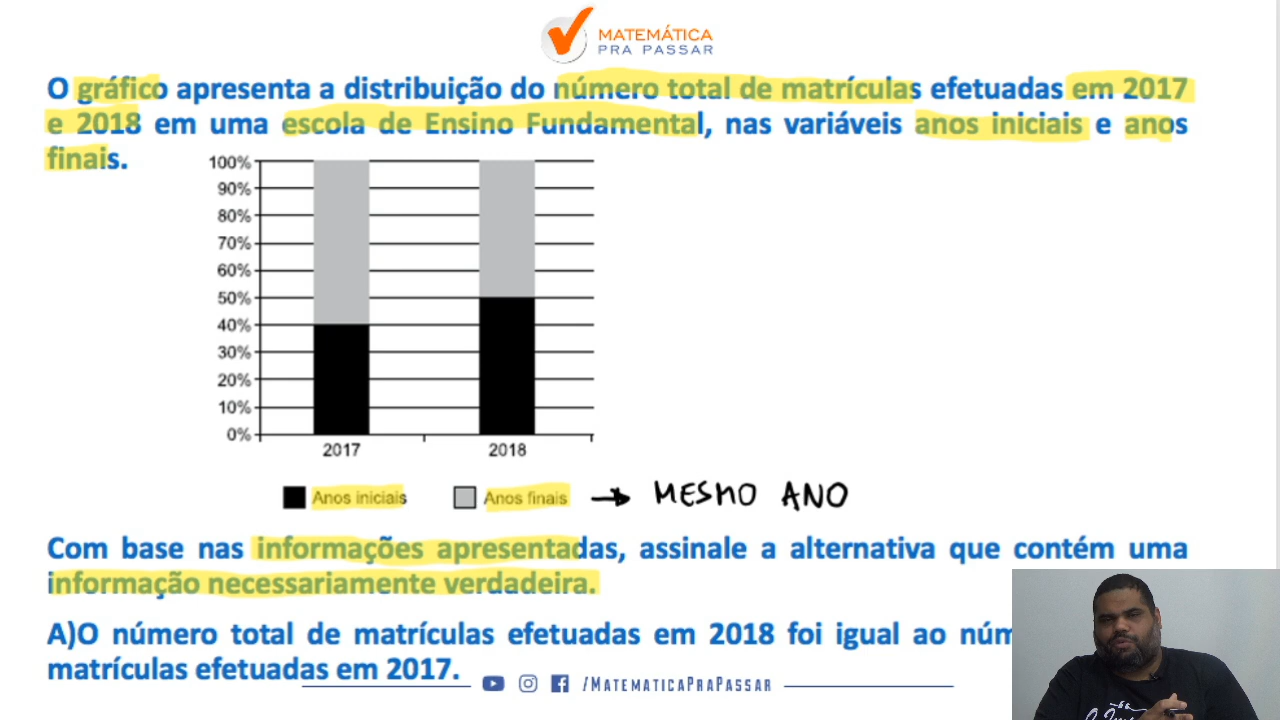 MATEMÁTICA
PRA PASSAR
O gráfico apresenta a distribuição do número total de matrículas efetuadas em 2017
e 2018 em uma escola de Ensino Fundamental, nas variáveis anos iniciais e anos
finais.
100%
90%
80%
70%
60%
50%
40%
30%
20%
10%
0%
2017 2018
Anos iniciais Anos finais → MESMO ANO
Com base nas informações apresentadas, assinale a alternativa que contém uma
informação necessariamente verdadeira.
A)O número total de matrículas efetuadas em 2018 foi igual ao
matrículas efetuadas em 2017.
/MATEMATICAPRAPASSAR